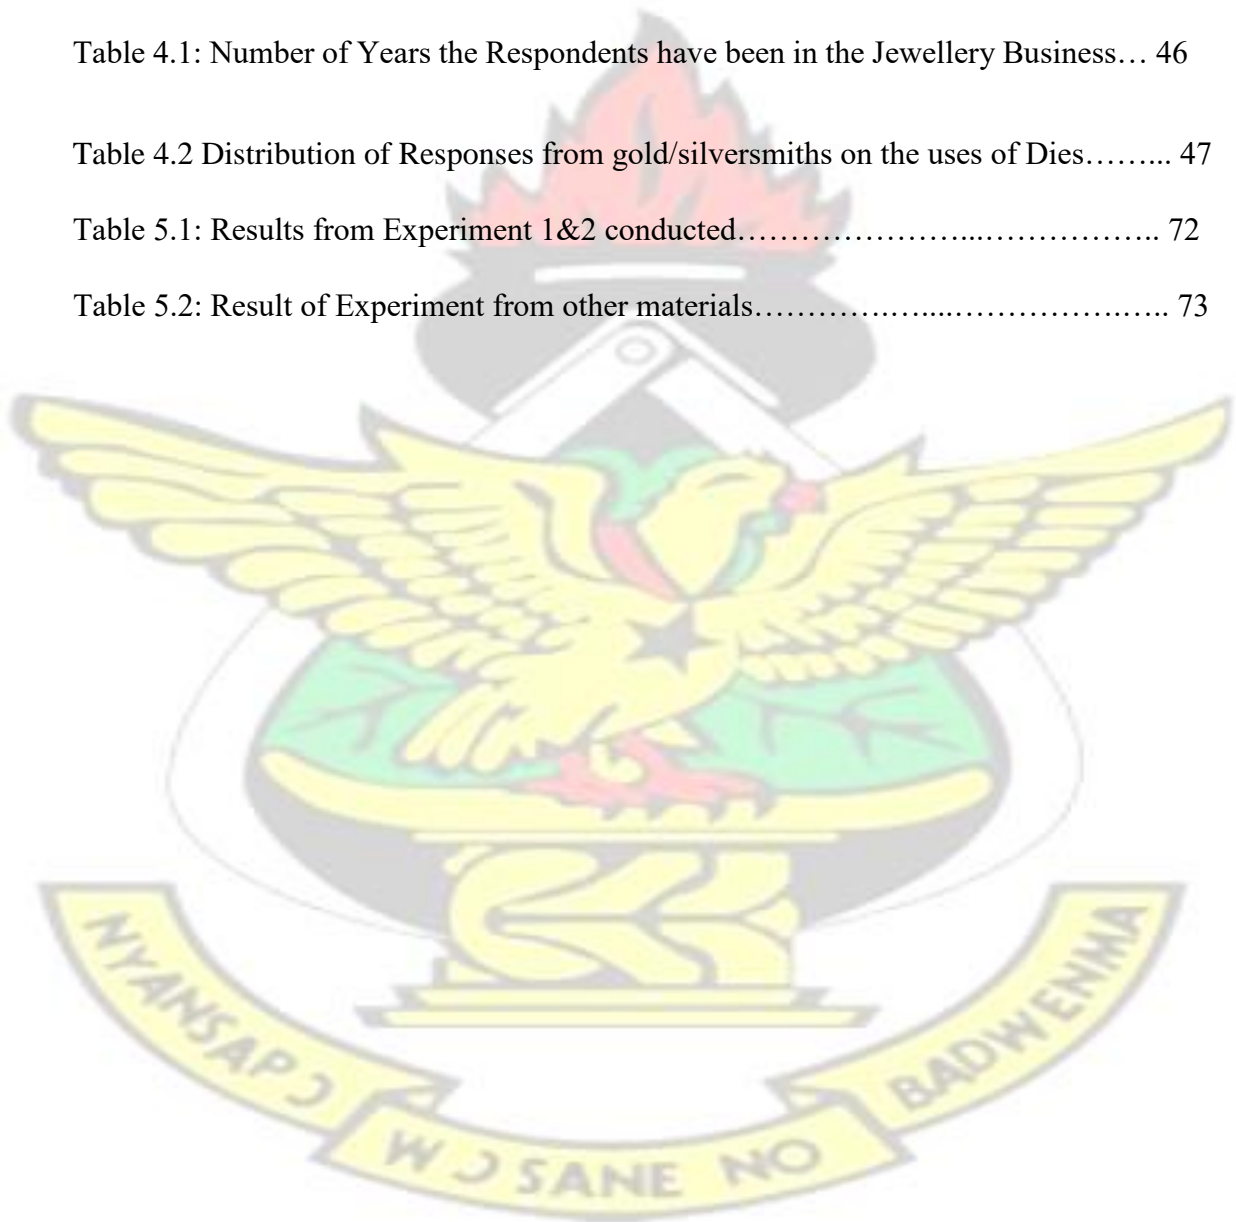 Table 4.1: Number of Years the Respondents have been in the Jewellery Business… 46
Table 4.2 Distribution of Responses from gold/silversmiths on the uses of Dies…….. 47
Table 5.1: Results from Experiment 1&2 conducted…………………...…………….. 72
Table 5.2: Result of Experiment from other materials………….…....…………….….. 73
NYANSAPƆ
WƆSANE NO
BADWENMA